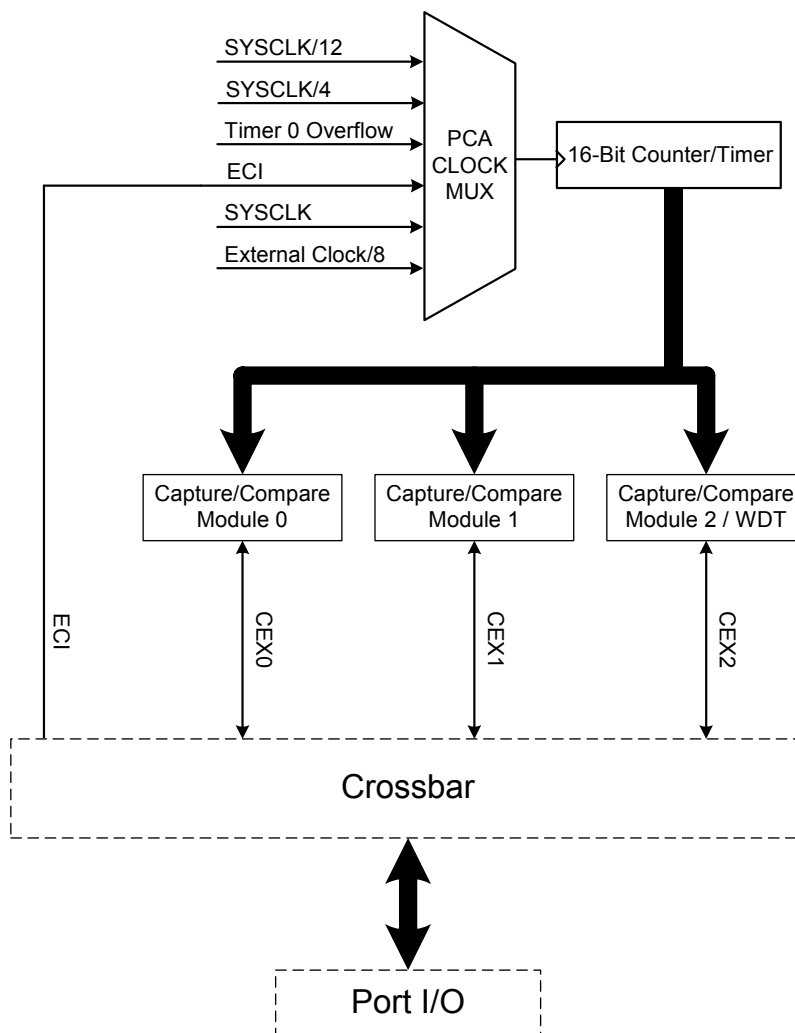 SYSCLK/12
SYSCLK/4
Timer 0 Overflow
ECI
SYSCLK
External Clock/8
PCA
CLOCK
MUX
16-Bit Counter/Timer
Capture/Compare
Module 0
Capture/Compare
Module 1
Capture/Compare
Module 2 / WDT
ECI
CEX0
CEX1
CEX2
Crossbar
Port I/O